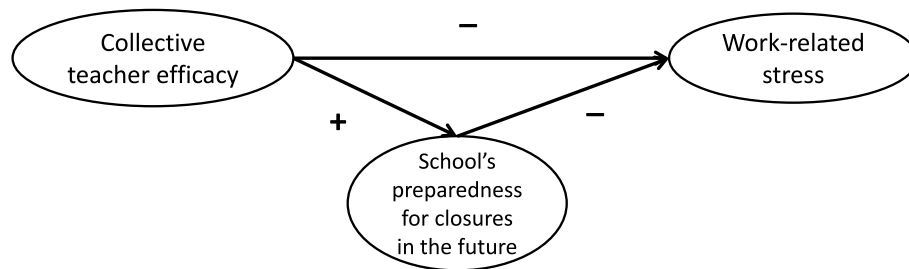 Collective
teacher efficacy
−
Work-related
stress
+
−
School's
preparedness
for closures
in the future